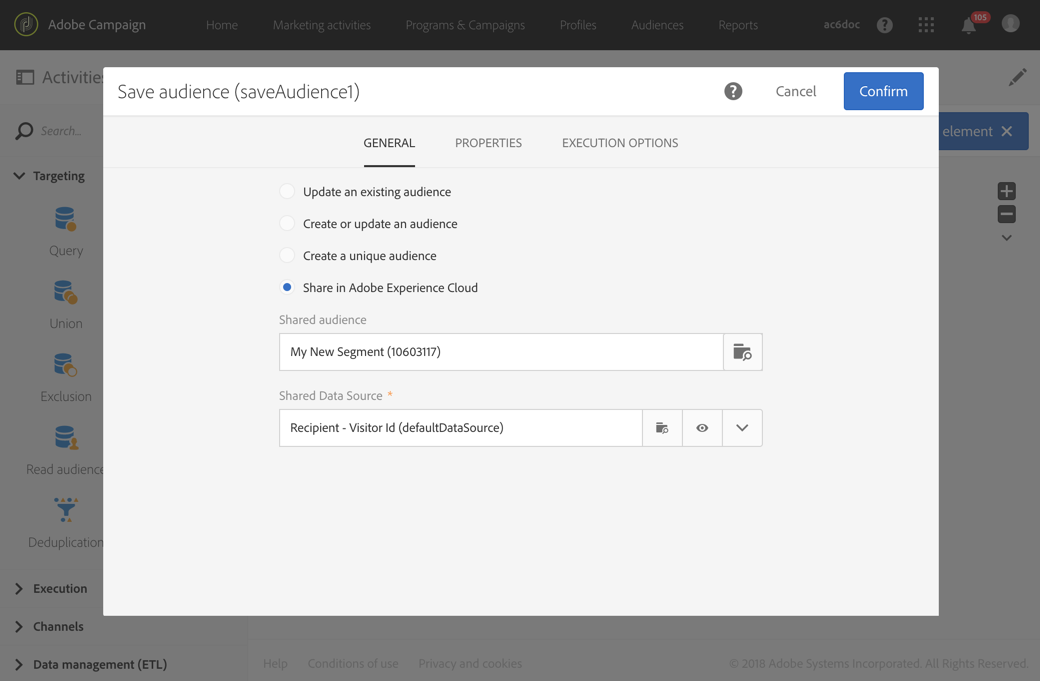 Adobe Campaign
Home
Marketing activities
Programs & Campaigns
Profiles
Audiences
Reports
ac6doc
?
105
Activities
Save audience (saveAudience1)
?
Cancel
Confirm
Search...
element
GENERAL
PROPERTIES
EXECUTION OPTIONS
Targeting
Query
Union
Exclusion
Read audience
Deduplication
Execution
Channels
Data management (ETL)
Update an existing audience
Create or update an audience
Create a unique audience
Share in Adobe Experience Cloud
Shared audience
My New Segment (10603117)
Shared Data Source *
Recipient - Visitor Id (defaultDataSource)
Help
Conditions of use
Privacy and cookies
© 2018 Adobe Systems Incorporated. All Rights Reserved.